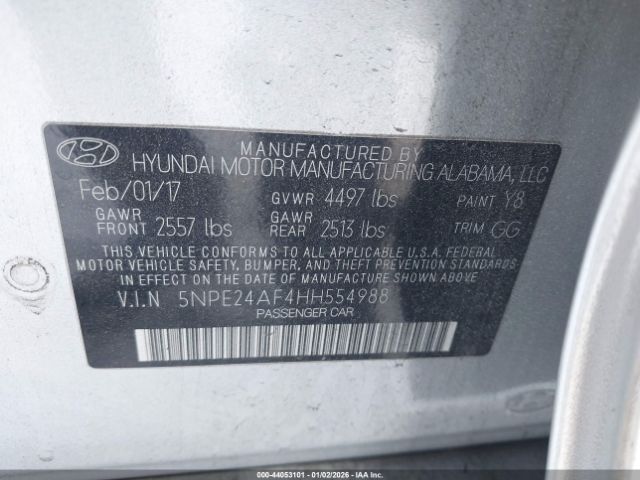 MANUFACTURED BY
HYUNDAI MOTOR MANUFACTURING ALABAMA, LLC
Feb/01/17 GVWR 4497 lbs PAINT Y8
GAWR FRONT 2557 lbs GAWR REAR 2513 lbs TRIM GG
THIS VEHICLE CONFORMS TO ALL APPLICABLE U.S.A. FEDERAL
MOTOR VEHICLE SAFETY, BUMPER, AND THEFT PREVENTION STANDARDS
IN EFFECT ON THE DATE OF MANUFACTURE SHOWN ABOVE
V.I.N 5NPE24AF4HH554988
PASSENGER CAR
000-44053101 - 01/02/2026 - IAAI.COM